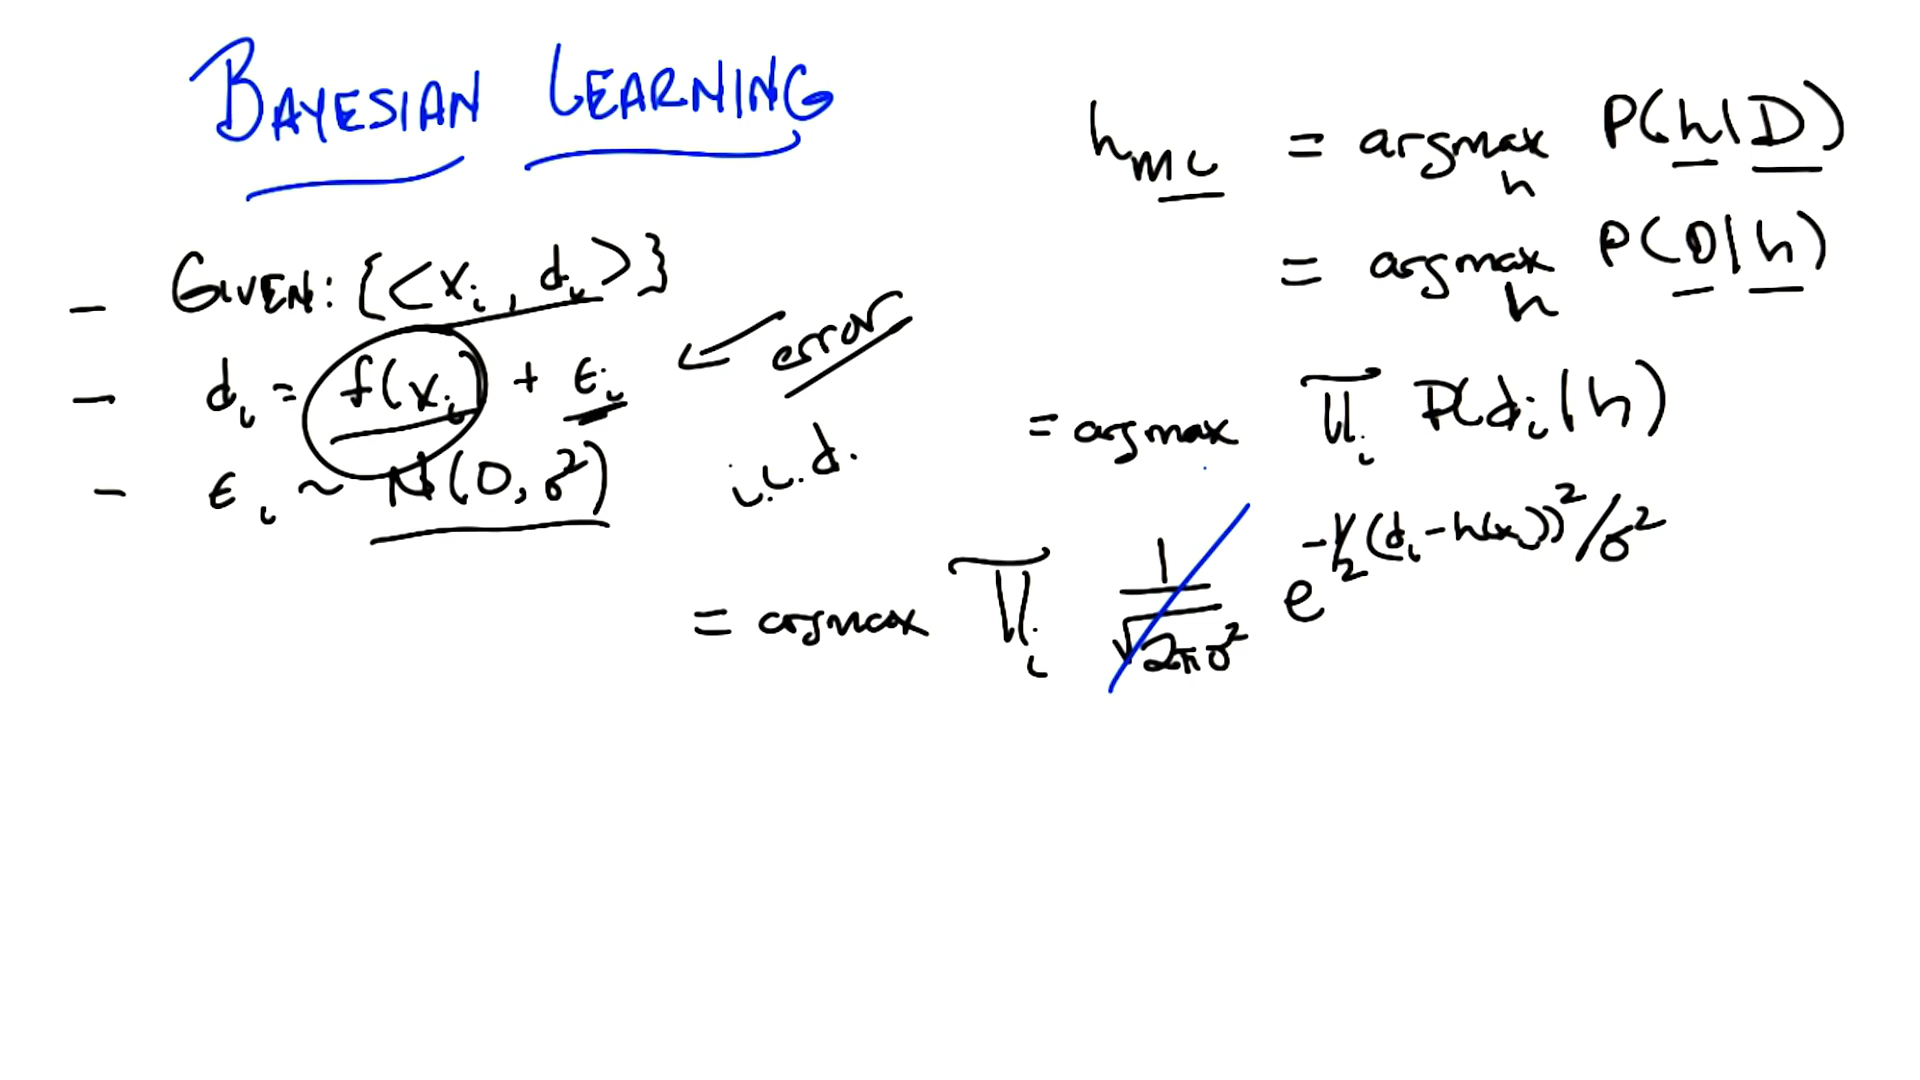 BAYESIAN LEARNING
- GIVEN: {<x_i, d_i>}
- d_i = f(x_i) + ε_i ← error
- ε_i ~ N(0, σ²) i.i.d.
h_ML = argmax_h P(h|D)
= argmax_h P(D|h)
= argmax ∏_i P(d_i|h)
= argmax ∏_i 1/√2πσ² e^(-1/2 (d_i - h(x_i))²/σ²)